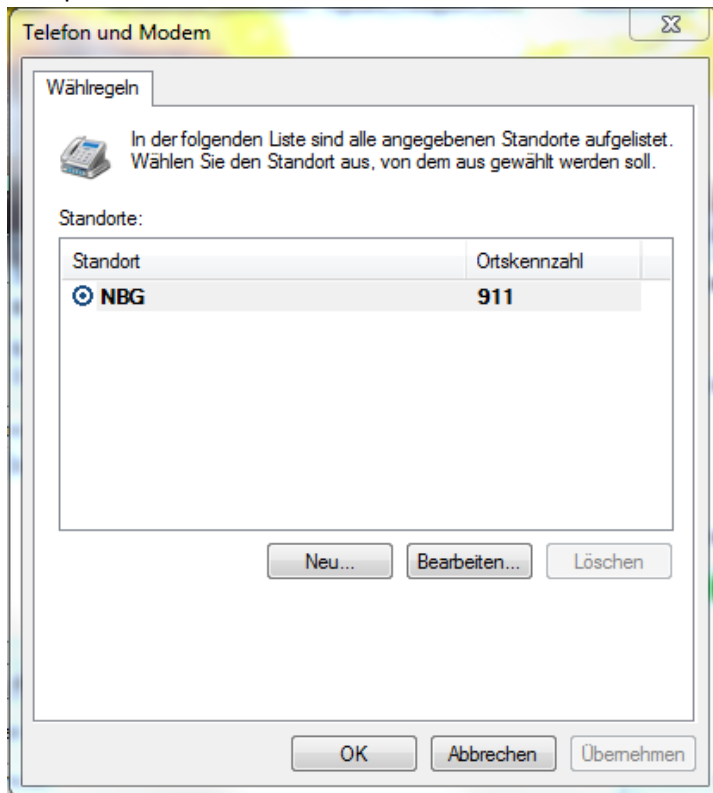 Telefon und Modem
Wählregeln
In der folgenden Liste sind alle angegebenen Standorte aufgelistet.
Wählen Sie den Standort aus, von dem aus gewählt werden soll.
Standorte:
Standort Ortskennzahl
NBG 911
Neu... Bearbeiten... Löschen
OK Abbrechen Übernehmen